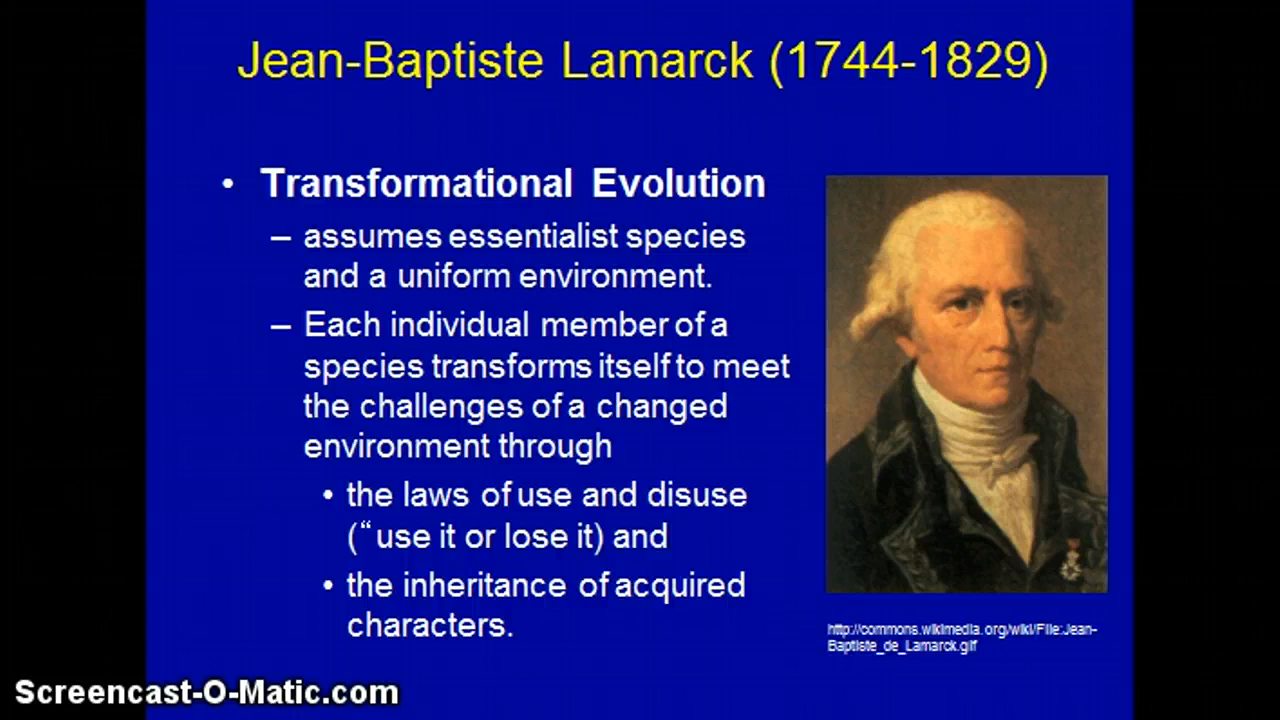 Jean-Baptiste Lamarck (1744-1829)
• Transformational Evolution
– assumes essentialist species
and a uniform environment.
– Each individual member of a
species transforms itself to meet
the challenges of a changed
environment through
• the laws of use and disuse
(“use it or lose it) and
• the inheritance of acquired
characters.
http://commons.wikimedia.org/wiki/File:Jean-
Baptiste_de_Lamarck.gif
Screencast-O-Matic.com